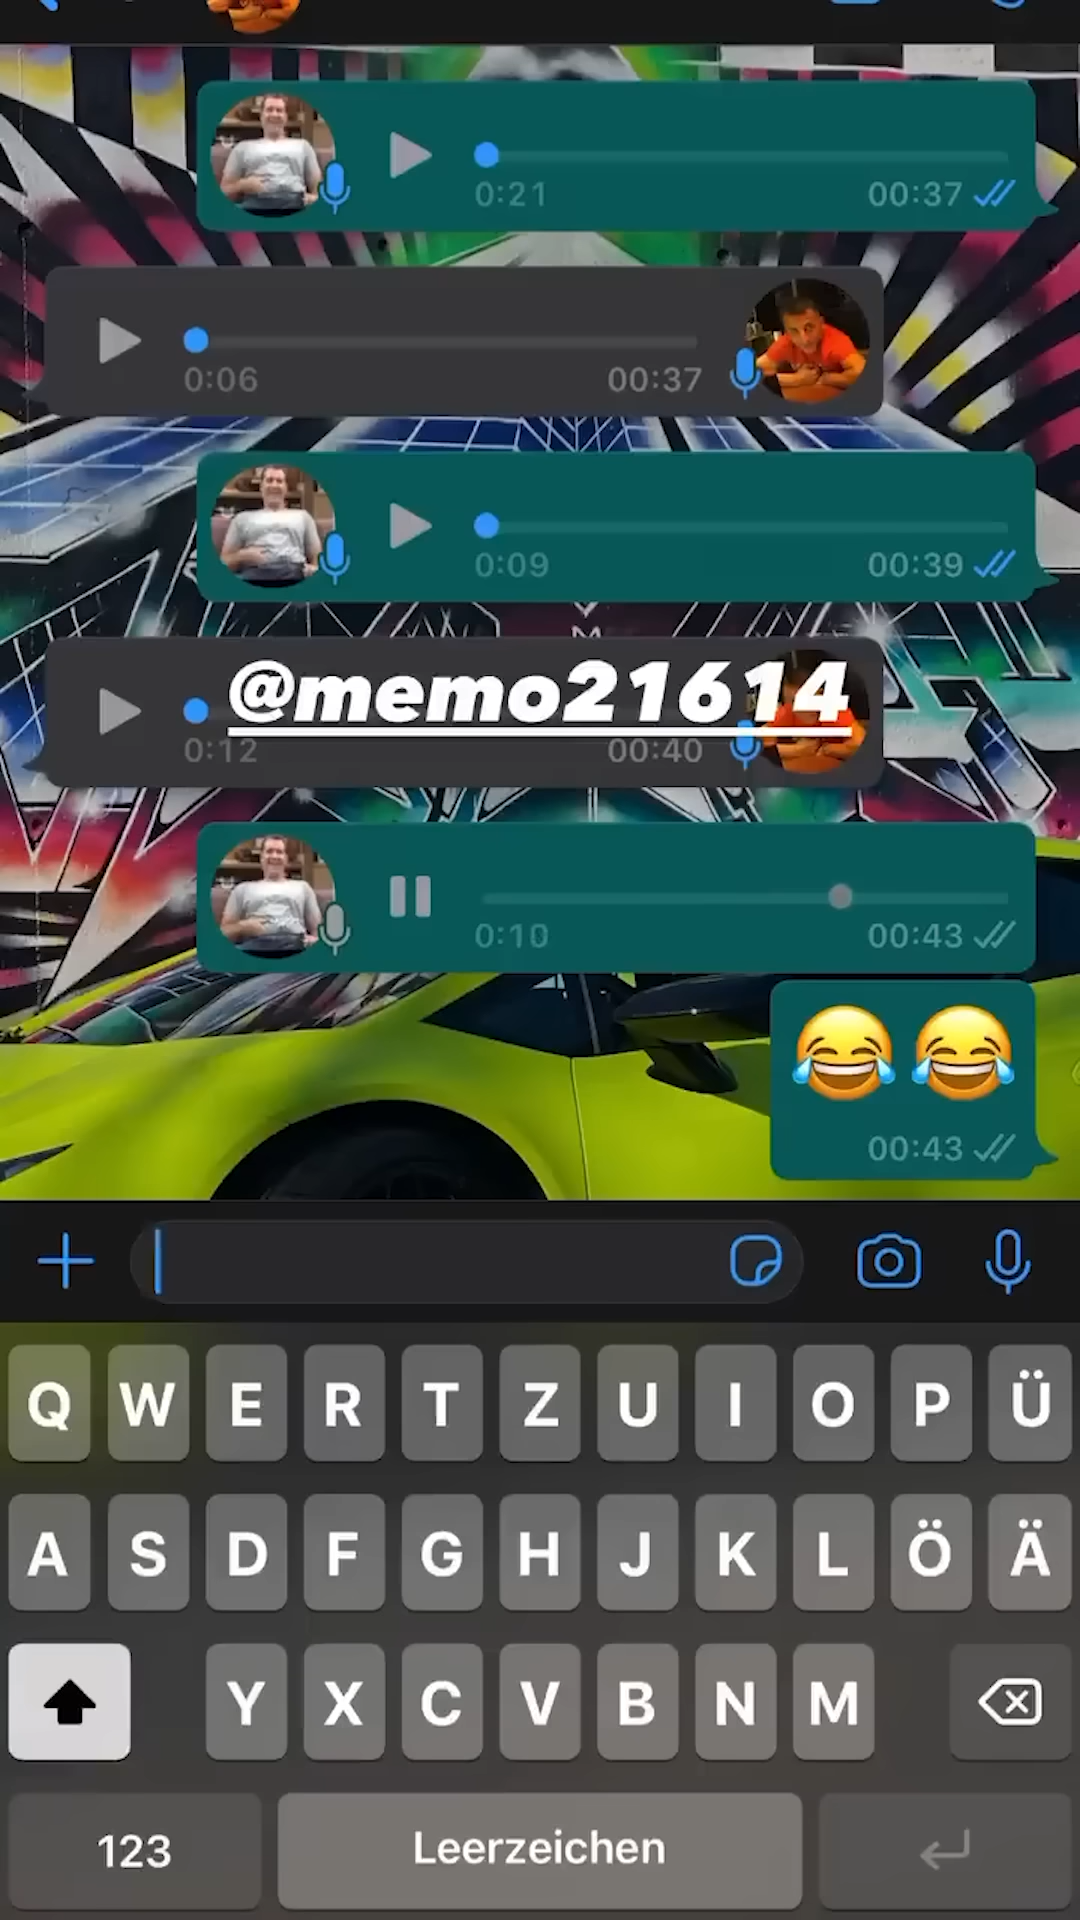 0:21 00:37
0:06 00:37
0:09 00:39
@memo21614
0:12 00:40
0:10 00:43
😂 😂
00:43
Q W E R T Z U I O P Ü
A S D F G H J K L Ö Ä
Y X C V B N M
123 Leerzeichen